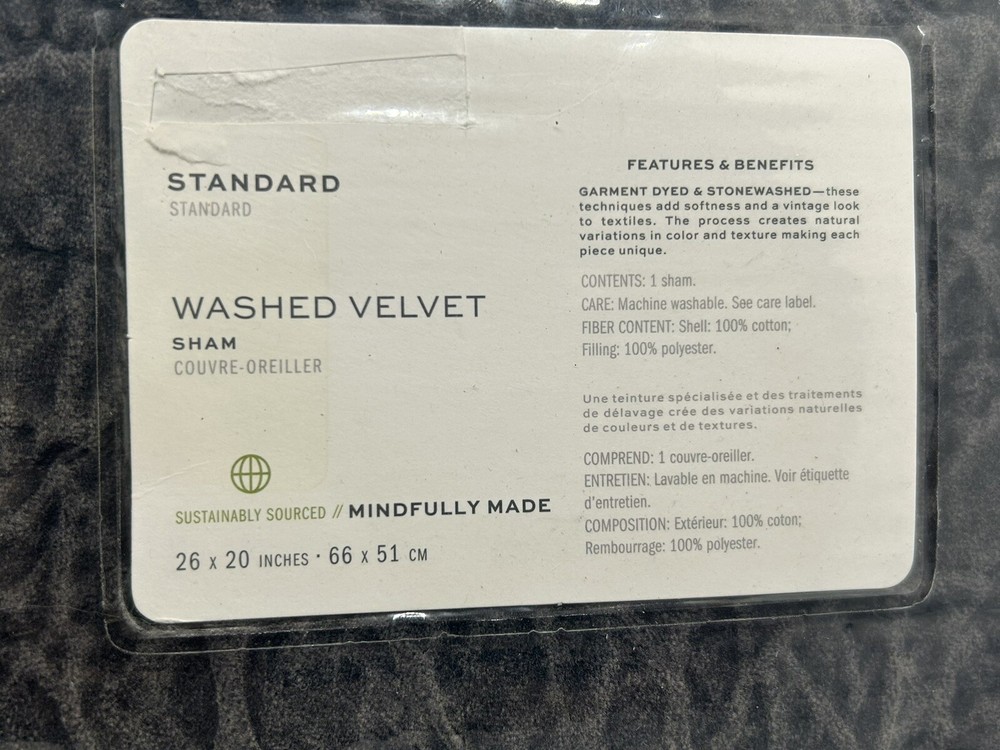 STANDARD
STANDARD
WASHED VELVET
SHAM
COUVRE-OREILLER
SUSTAINABLY SOURCED // MINDFULLY MADE
26 x 20 INCHES · 66 x 51 CM
FEATURES & BENEFITS
GARMENT DYED & STONEWASHED—these
techniques add softness and a vintage look
to textiles. The process creates natural
variations in color and texture making each
piece unique.
CONTENTS: 1 sham.
CARE: Machine washable. See care label.
FIBER CONTENT: Shell: 100% cotton;
Filling: 100% polyester.
Une teinture spécialisée et des traitements
de délavage crée des variations naturelles
de couleurs et de textures.
COMPREND: 1 couvre-oreiller.
ENTRETIEN: Lavable en machine. Voir étiquette
d'entretien.
COMPOSITION: Extérieur: 100% coton;
Rembourrage: 100% polyester.